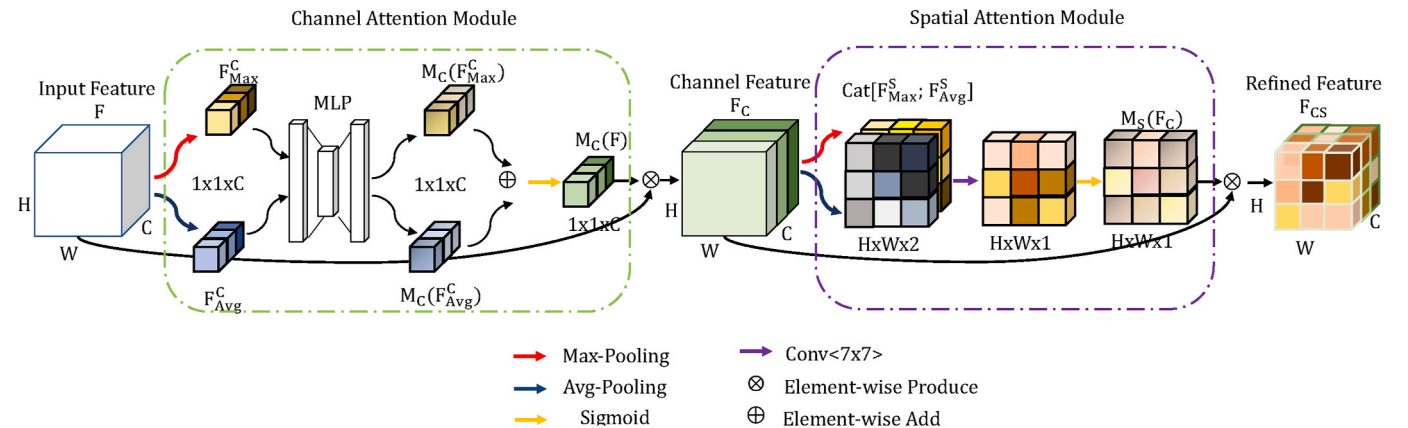 Channel Attention Module
Spatial Attention Module
Input Feature
F
H
W
C
F^C_Max
1x1xC
F^C_Avg
MLP
M_C(F^C_Max)
1x1xC
M_C(F^C_Avg)
M_C(F)
1x1xC
Channel Feature
F_C
H
W
C
Cat[F^S_Max; F^S_Avg]
HxWx2
HxWx1
M_S(F_C)
HxWx1
Refined Feature
F_CS
H
W
C
Max-Pooling
Avg-Pooling
Sigmoid
Conv<7x7>
Element-wise Produce
Element-wise Add